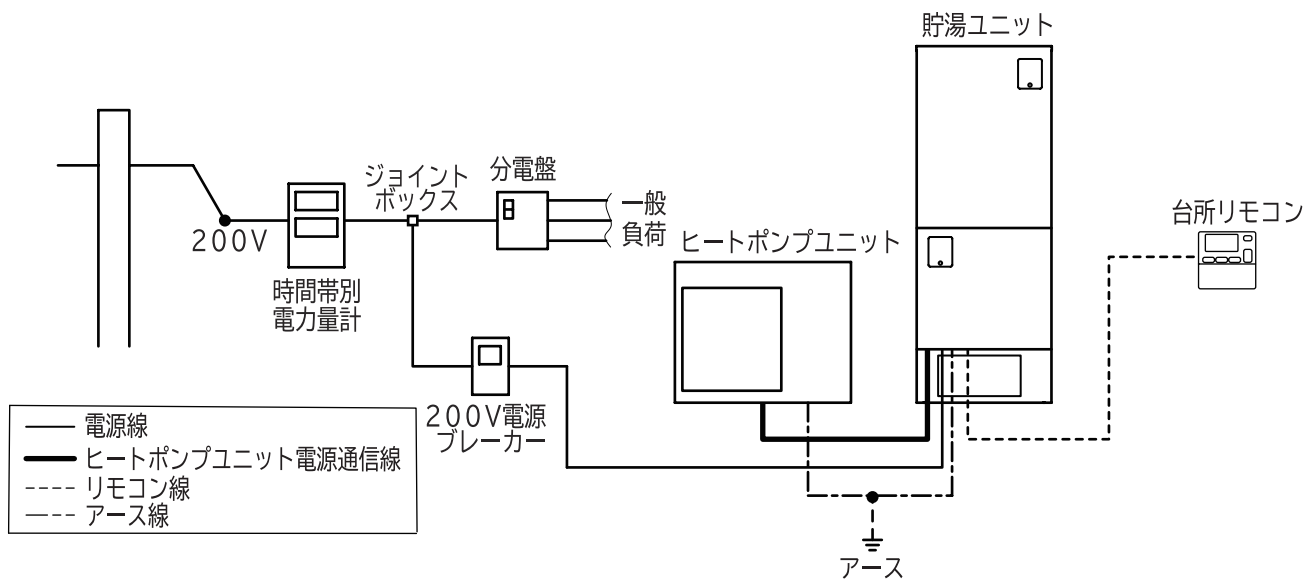 貯湯ユニット
ジョイント
ボックス
分電盤
一般
負荷
台所リモコン
200V
ヒートポンプユニット
時間帯別
電力量計
200V電源
ブレーカー
電源線
ヒートポンプユニット電源通信線
リモコン線
アース線
アース